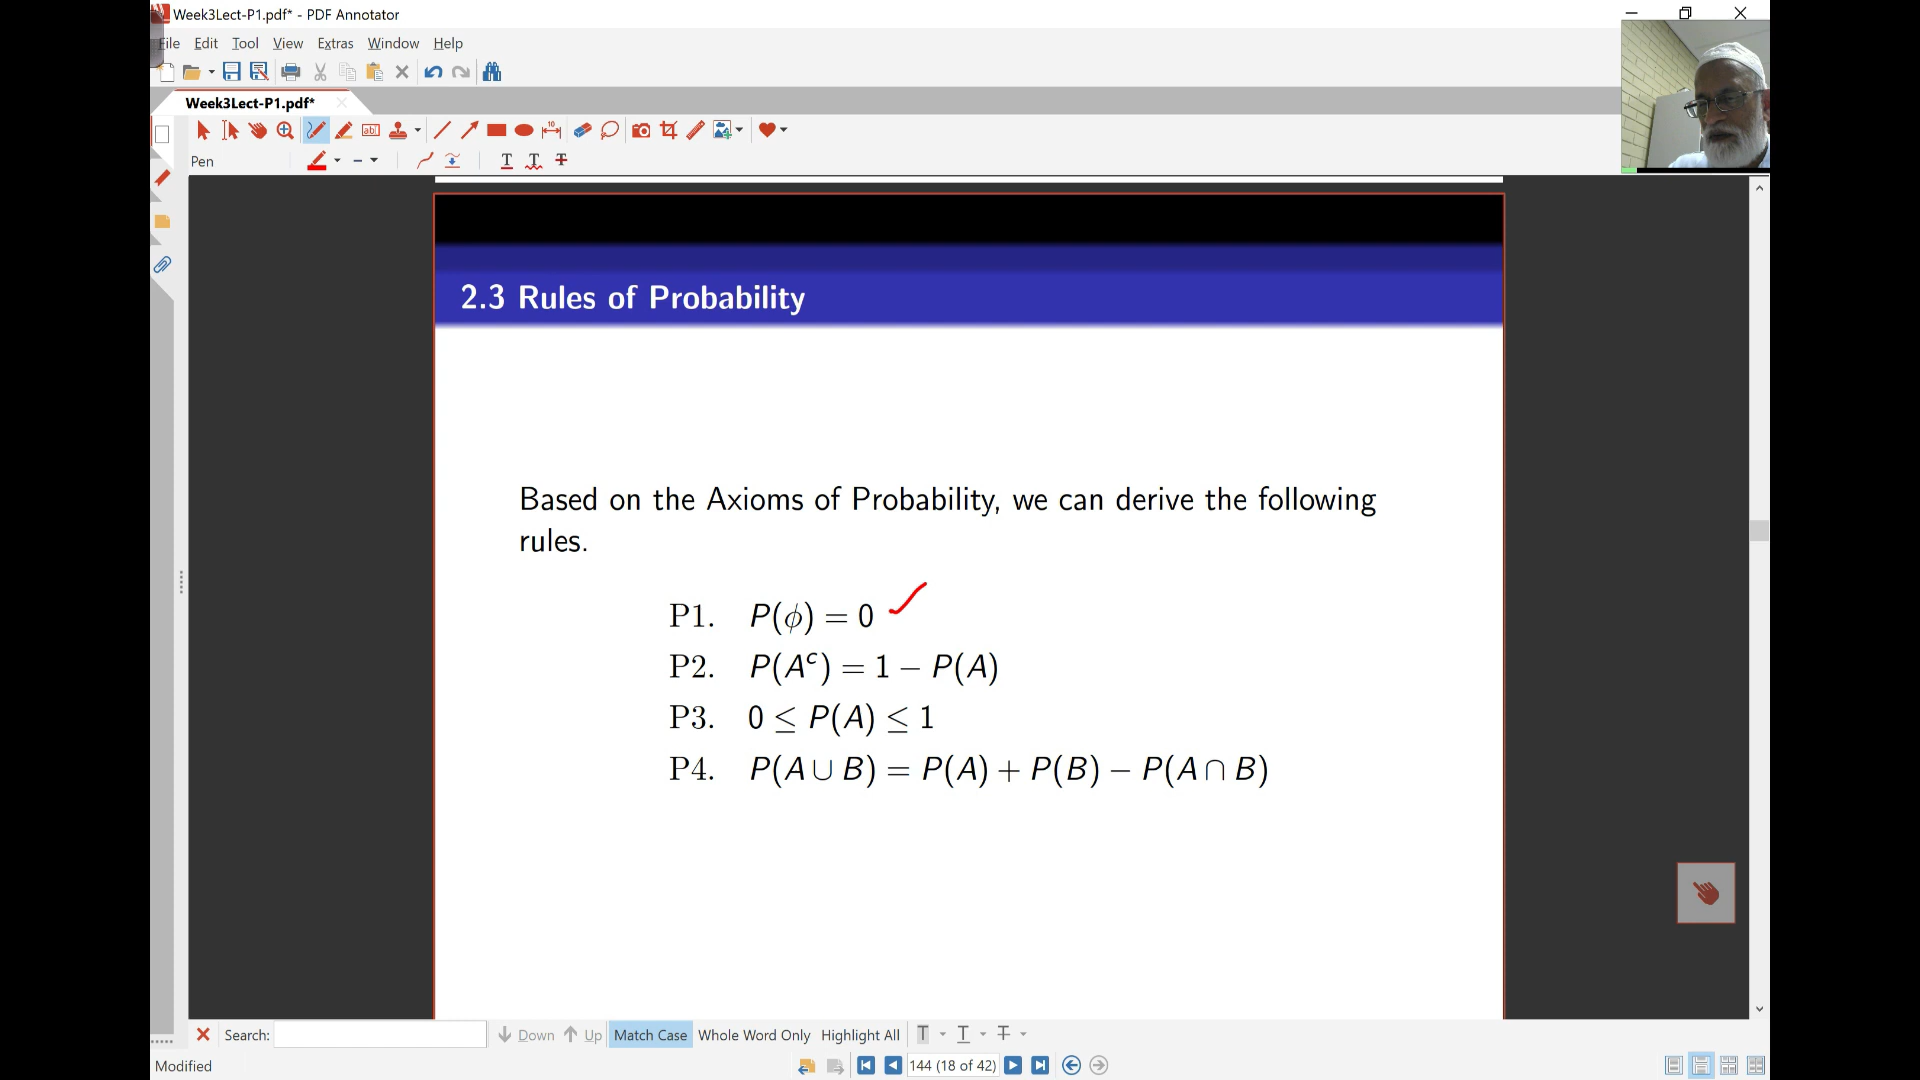 Week3Lect-P1.pdf* - PDF Annotator
File Edit Tool View Extras Window Help
Week3Lect-P1.pdf*
Pen
2.3 Rules of Probability
Based on the Axioms of Probability, we can derive the following
rules.
P1. P(ϕ) = 0
P2. P(Aᶜ) = 1 − P(A)
P3. 0 ≤ P(A) ≤ 1
P4. P(A ∪ B) = P(A) + P(B) − P(A ∩ B)
Search: Down Up Match Case Whole Word Only Highlight All
Modified 144 (18 of 42)